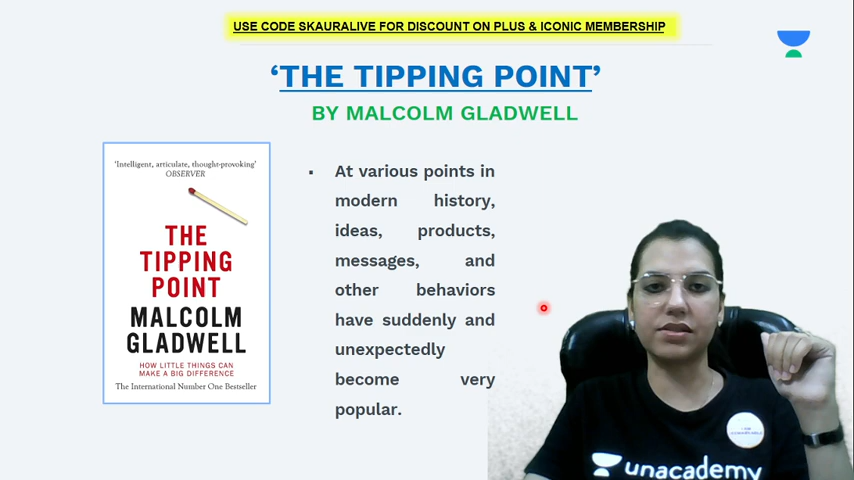 USE CODE SKAURALIVE FOR DISCOUNT ON PLUS & ICONIC MEMBERSHIP
‘THE TIPPING POINT’
BY MALCOLM GLADWELL
‘Intelligent, articulate, thought-provoking’
OBSERVER
THE
TIPPING
POINT
MALCOLM
GLADWELL
HOW LITTLE THINGS CAN
MAKE A BIG DIFFERENCE
The International Number One Bestseller
▪ At various points in
modern history,
ideas, products,
messages, and
other behaviors
have suddenly and
unexpectedly
become very
popular.
unacademy